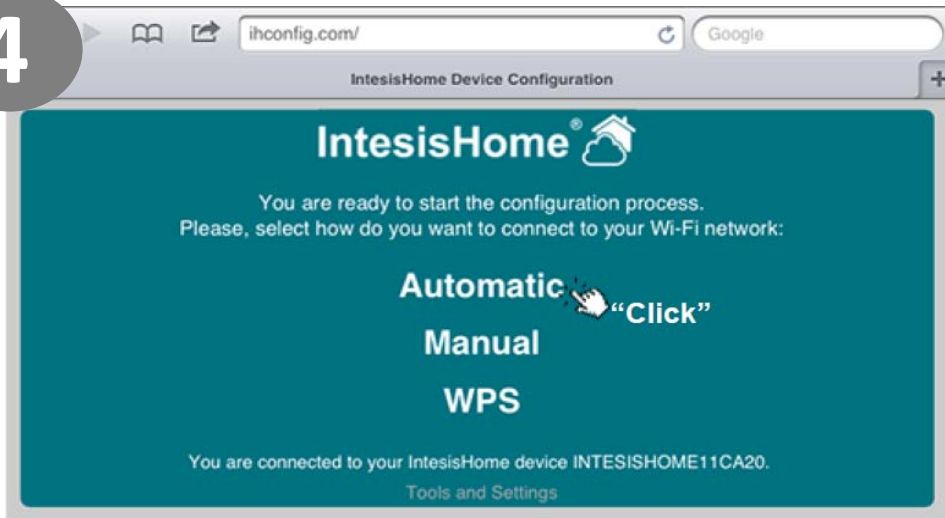 4
ihconfig.com/
Google
IntesisHome Device Configuration
+
IntesisHome®
You are ready to start the configuration process.
Please, select how do you want to connect to your Wi-Fi network:
Automatic
“Click”
Manual
WPS
You are connected to your IntesisHome device INTESISHOME11CA20.
Tools and Settings